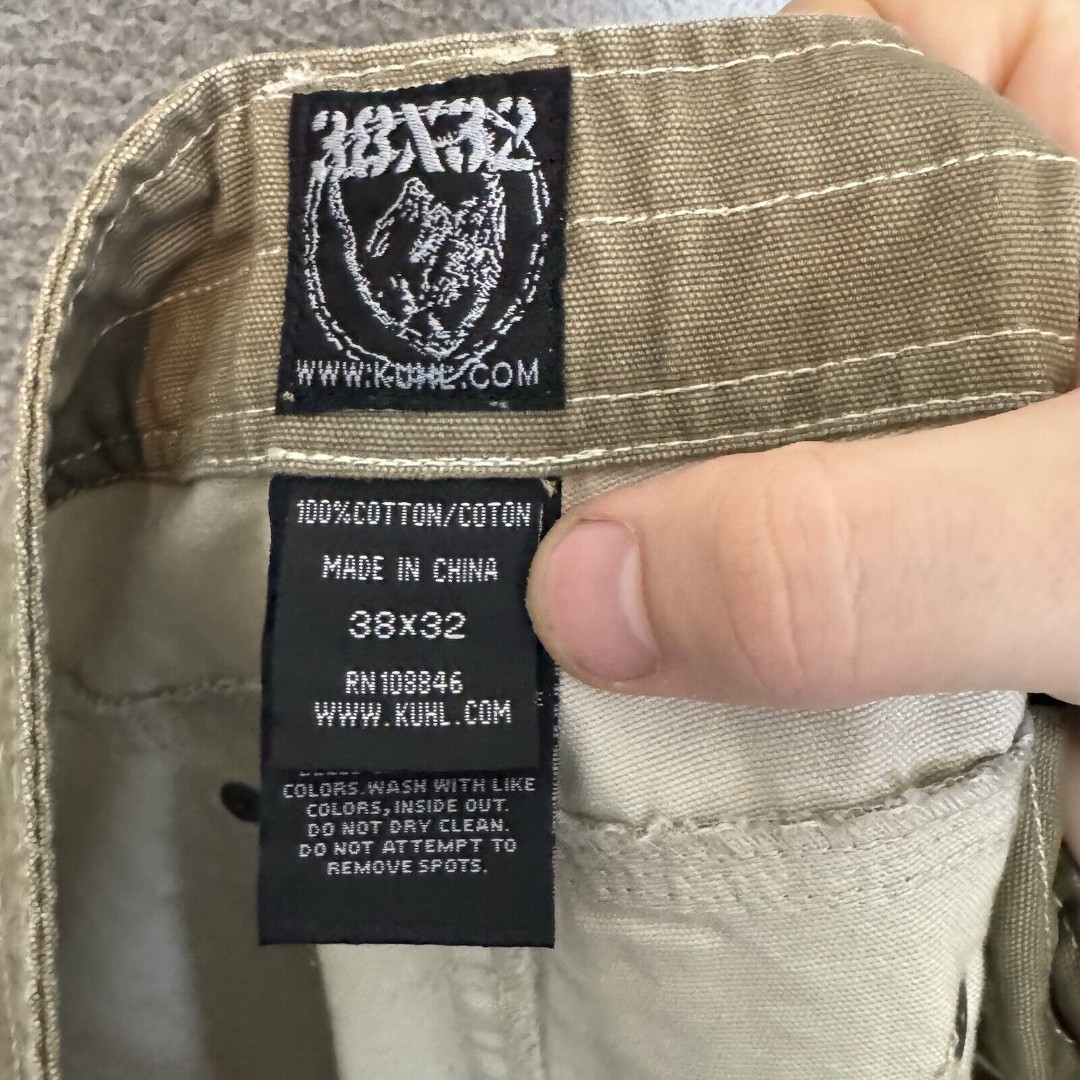 38X32
WWW.KUHL.COM
100%COTTON/COTON
MADE IN CHINA
38X32
RN108846
WWW.KUHL.COM
COLORS.WASH WITH LIKE
COLORS,INSIDE OUT.
DO NOT DRY CLEAN.
DO NOT ATTEMPT TO
REMOVE SPOTS.